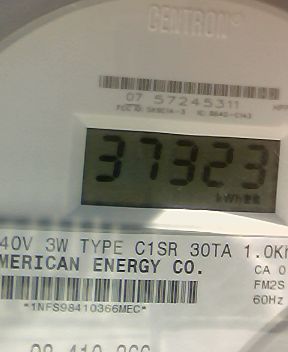 CENTRON®
07 57245311
37323
kWh
40V 3W TYPE C1SR 30TA 1.0Kh
MERICAN ENERGY CO.
CA 0
FM2S
60Hz
*1NFS98410366MEC*